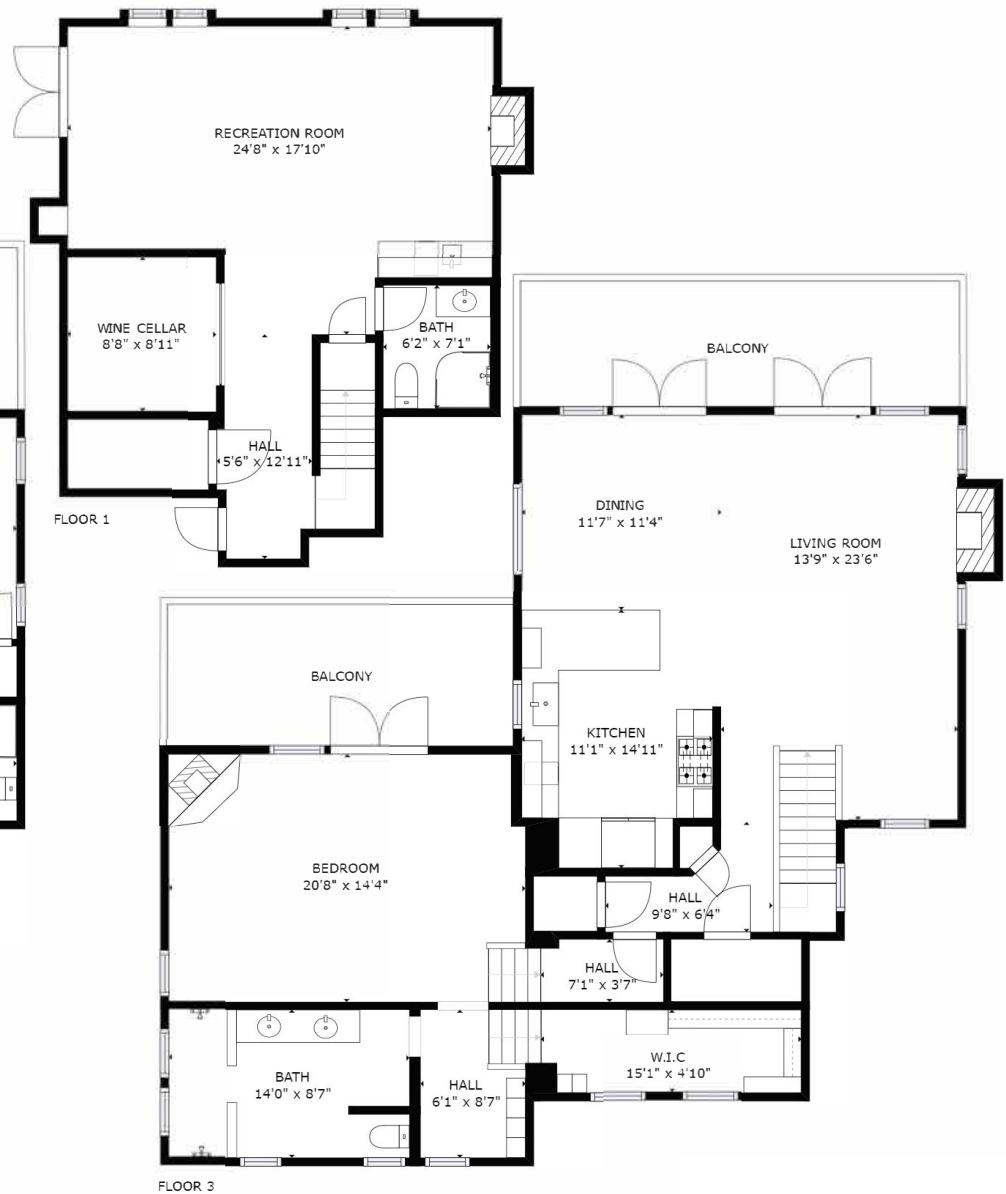 RECREATION ROOM
24'8" x 17'10"
WINE CELLAR
8'8" x 8'11"
BATH
6'2" x 7'1"
HALL
5'6" x 12'11"
FLOOR 1
BALCONY
DINING
11'7" x 11'4"
LIVING ROOM
13'9" x 23'6"
BALCONY
KITCHEN
11'1" x 14'11"
BEDROOM
20'8" x 14'4"
HALL
9'8" x 6'4"
HALL
7'1" x 3'7"
W.I.C
15'1" x 4'10"
BATH
14'0" x 8'7"
HALL
6'1" x 8'7"
FLOOR 3